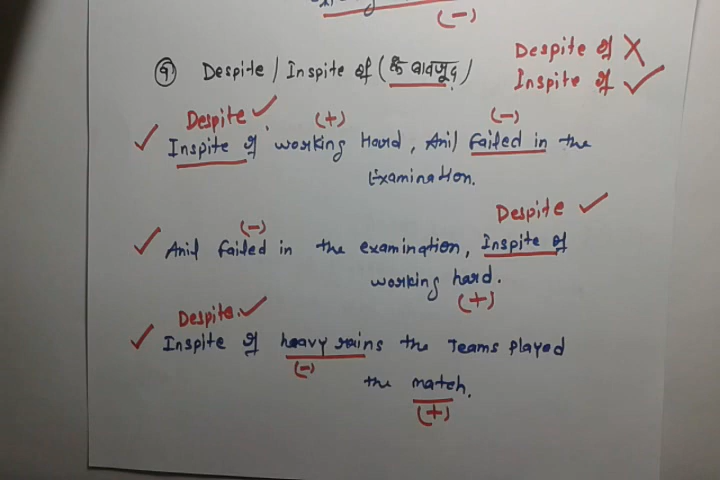 (-)
9 Despite / Inspite of (के बावजूद)
Despite of X
Inspite of ✓
Despite ✓ (+) (-)
✓ Inspite of working Hard, Anil failed in the
Examination.
Despite ✓
(-)
✓ Anil failed in the examination, Inspite of
working hard.
(+)
Despite ✓
✓ Inspite of heavy rains the Teams played
(-)
the match.
(+)